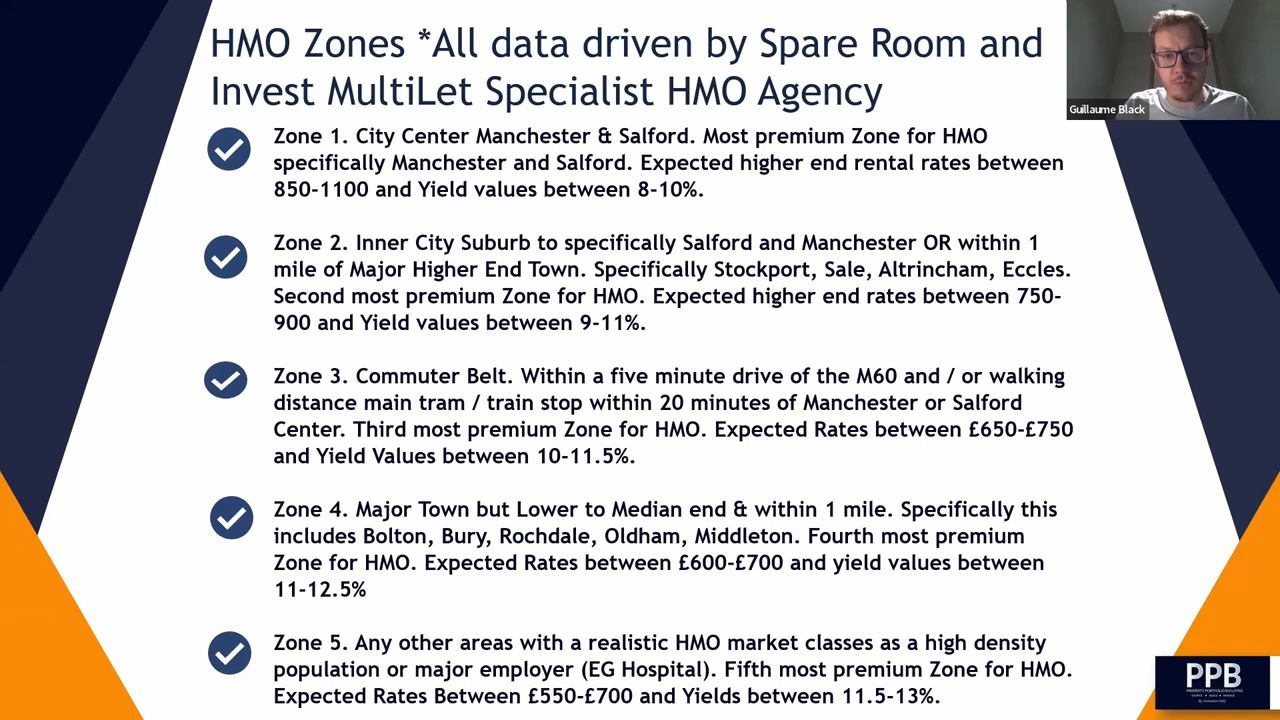 HMO Zones *All data driven by Spare Room and
Invest MultiLet Specialist HMO Agency
Guillaume Black
Zone 1. City Center Manchester & Salford. Most premium Zone for HMO
specifically Manchester and Salford. Expected higher end rental rates between
850-1100 and Yield values between 8-10%.
Zone 2. Inner City Suburb to specifically Salford and Manchester OR within 1
mile of Major Higher End Town. Specifically Stockport, Sale, Altrincham, Eccles.
Second most premium Zone for HMO. Expected higher end rates between 750-
900 and Yield values between 9-11%.
Zone 3. Commuter Belt. Within a five minute drive of the M60 and / or walking
distance main tram / train stop within 20 minutes of Manchester or Salford
Center. Third most premium Zone for HMO. Expected Rates between £650-£750
and Yield Values between 10-11.5%.
Zone 4. Major Town but Lower to Median end & within 1 mile. Specifically this
includes Bolton, Bury, Rochdale, Oldham, Middleton. Fourth most premium
Zone for HMO. Expected Rates between £600-£700 and yield values between
11-12.5%
Zone 5. Any other areas with a realistic HMO market classes as a high density
population or major employer (EG Hospital). Fifth most premium Zone for HMO.
Expected Rates Between £550-£700 and Yields between 11.5-13%.
PPB
PROPERTY PORTFOLIO BUILDING